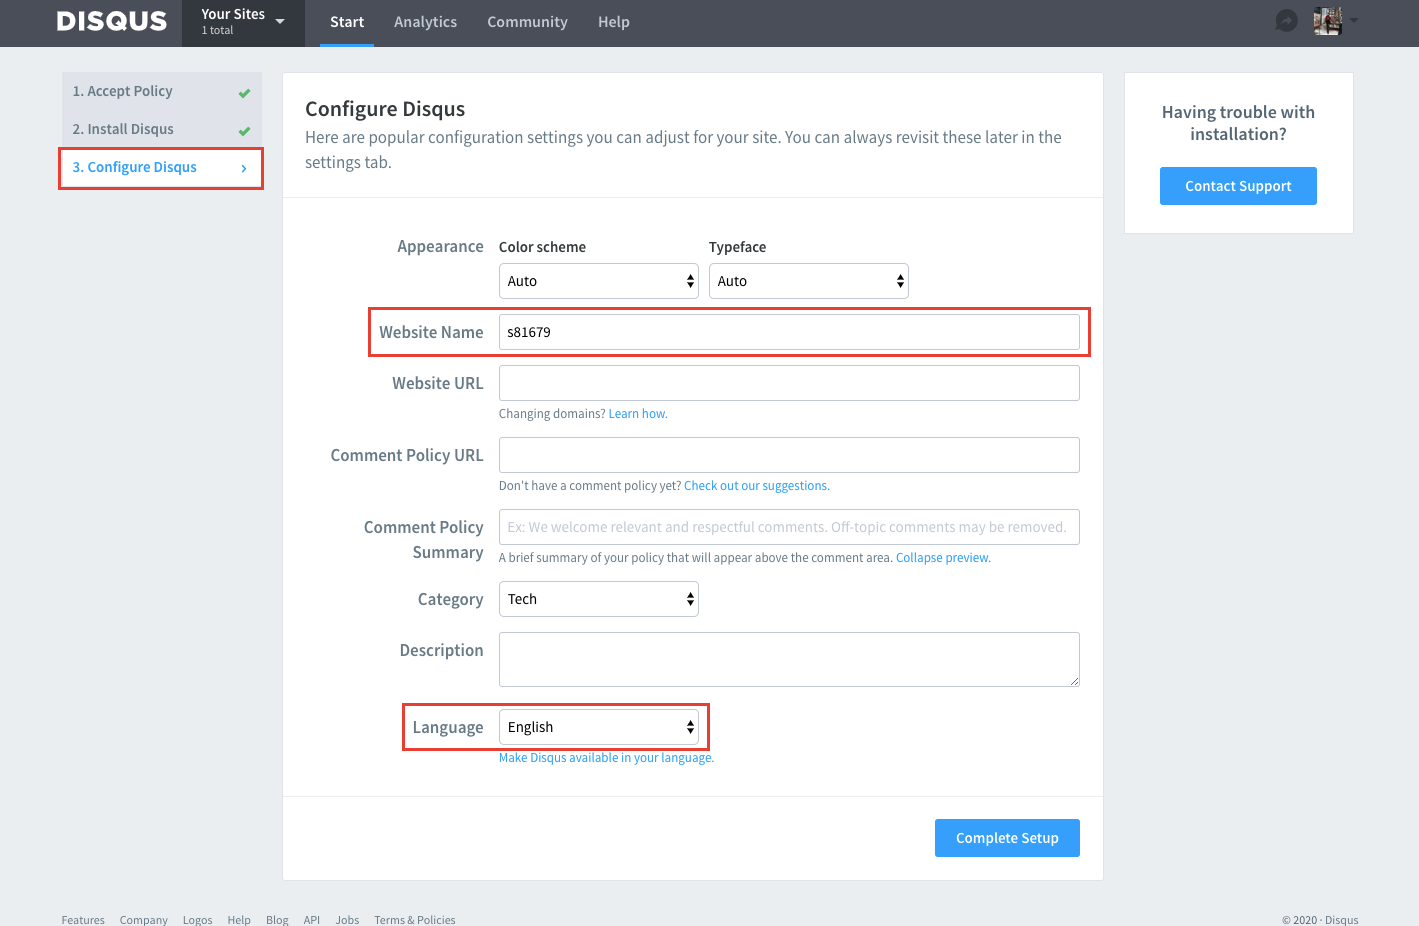 DISQUS
Your Sites
1 total
Start
Analytics
Community
Help
1. Accept Policy
2. Install Disqus
3. Configure Disqus
Configure Disqus
Here are popular configuration settings you can adjust for your site. You can always revisit these later in the
settings tab.
Having trouble with
installation?
Contact Support
Appearance
Color scheme
Typeface
Auto
Auto
Website Name
s81679
Website URL
Changing domains? Learn how.
Comment Policy URL
Don't have a comment policy yet? Check out our suggestions.
Comment Policy
Summary
Ex: We welcome relevant and respectful comments. Off-topic comments may be removed.
A brief summary of your policy that will appear above the comment area. Collapse preview.
Category
Tech
Description
Language
English
Make Disqus available in your language.
Complete Setup
Features
Company
Logos
Help
Blog
API
Jobs
Terms & Policies
© 2020 · Disqus